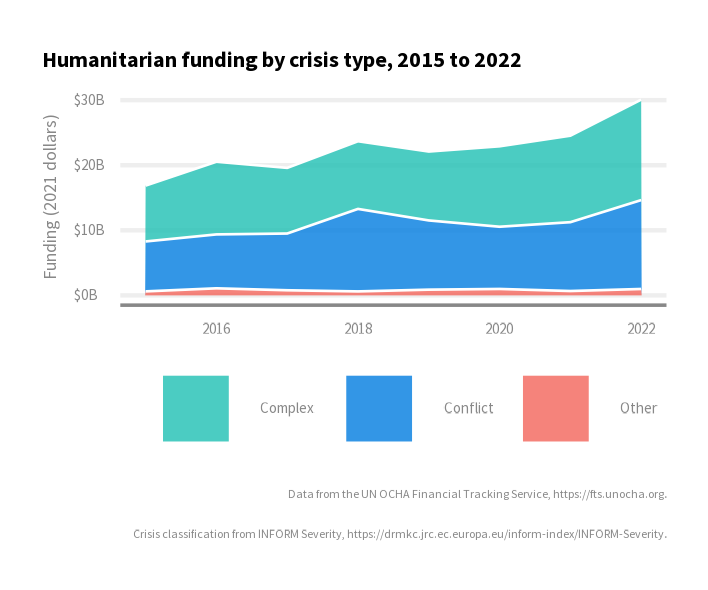 Humanitarian funding by crisis type, 2015 to 2022
Funding (2021 dollars)
$30B
$20B
$10B
$0B
2016 2018 2020 2022
Complex Conflict Other
Data from the UN OCHA Financial Tracking Service, https://fts.unocha.org.
Crisis classification from INFORM Severity, https://drmkc.jrc.ec.europa.eu/inform-index/INFORM-Severity.